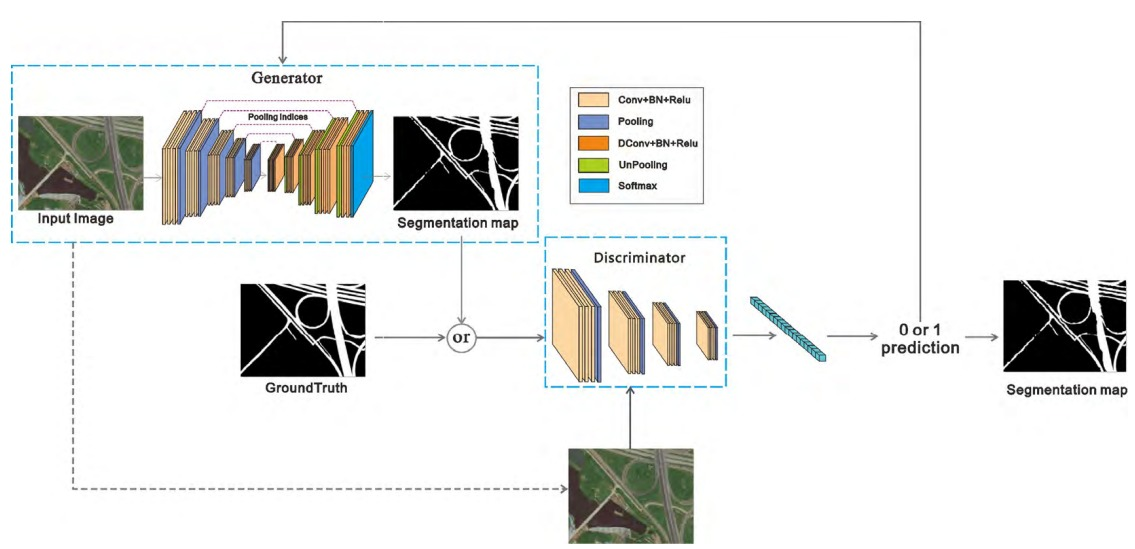 Generator
Pooling Indices
Input Image
Segmentation map
Conv+BN+Relu
Pooling
DConv+BN+Relu
UnPooling
Softmax
Discriminator
GroundTruth
or
0 or 1
prediction
Segmentation map